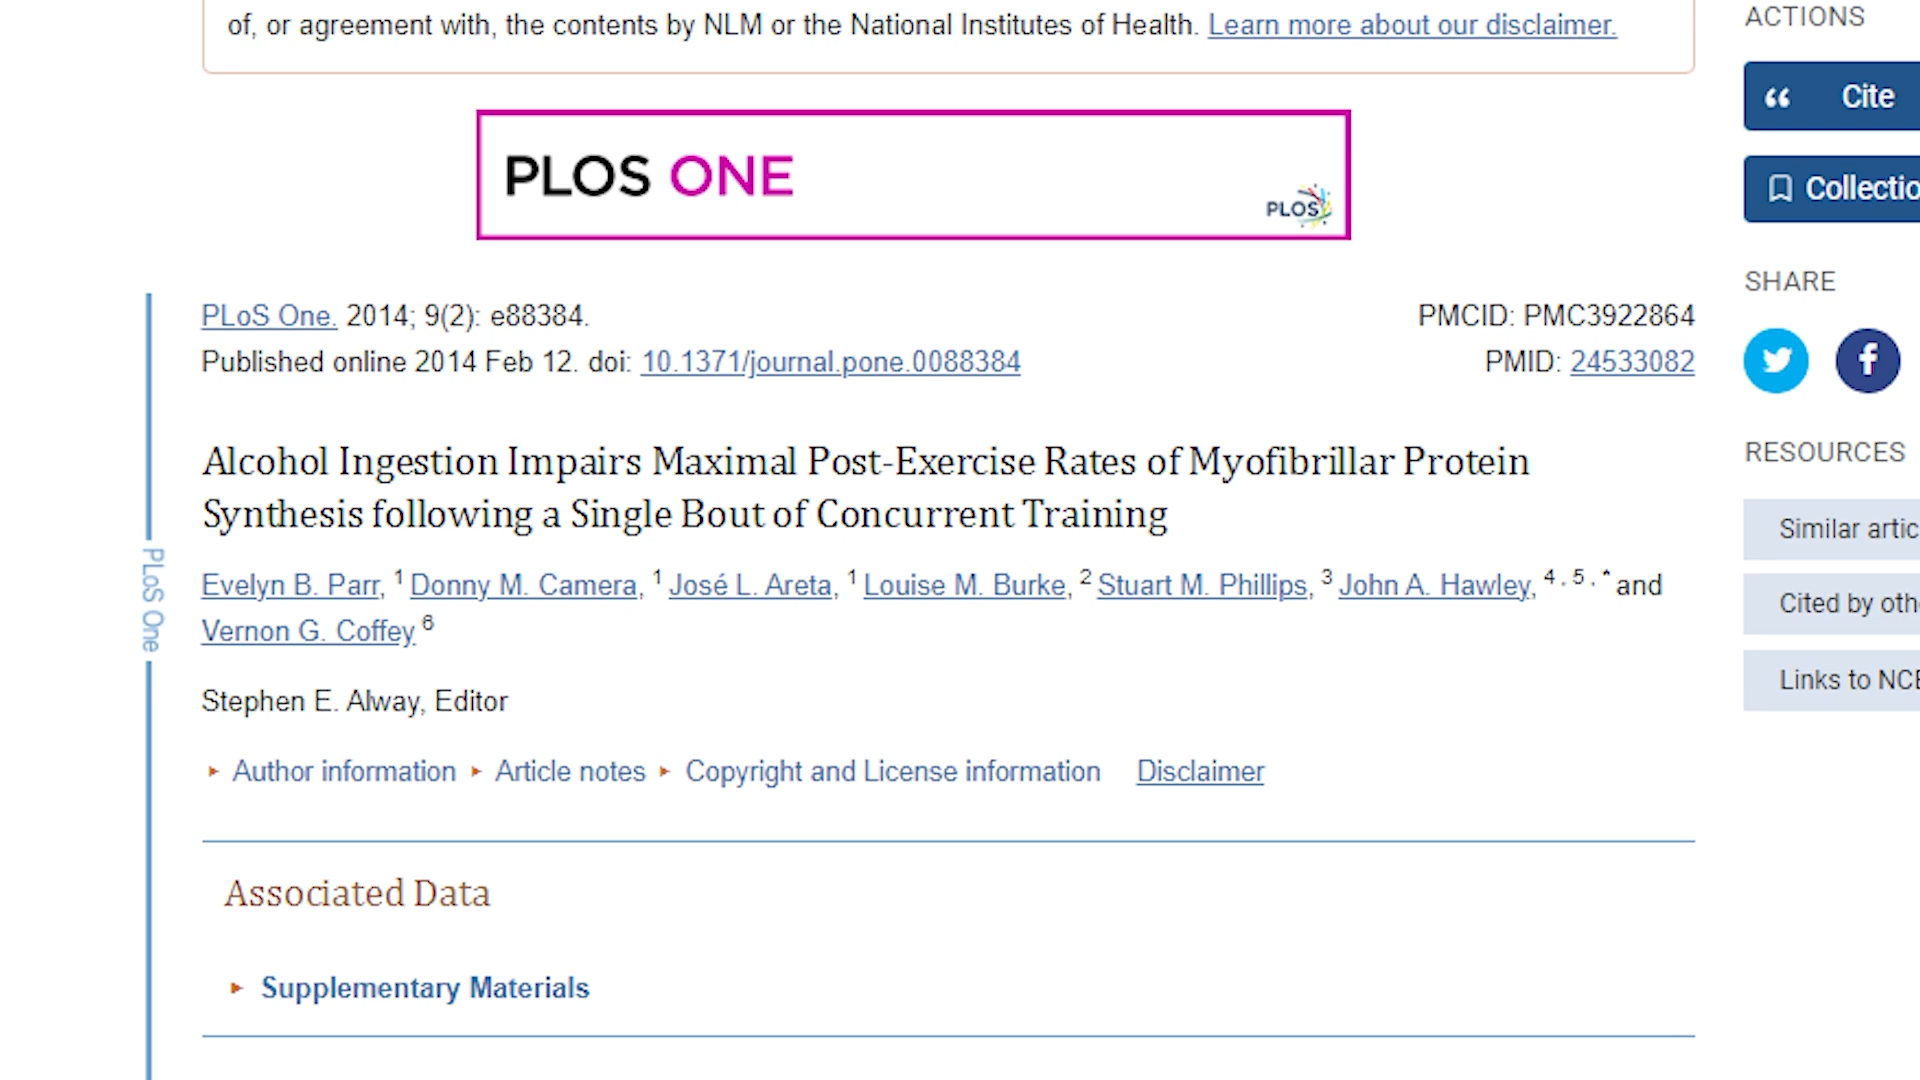 of, or agreement with, the contents by NLM or the National Institutes of Health. Learn more about our disclaimer.
PLOS ONE
PLOS
PLoS One. 2014; 9(2): e88384.
PMCID: PMC3922864
Published online 2014 Feb 12. doi: 10.1371/journal.pone.0088384
PMID: 24533082
Alcohol Ingestion Impairs Maximal Post-Exercise Rates of Myofibrillar Protein
Synthesis following a Single Bout of Concurrent Training
Evelyn B. Parr, 1 Donny M. Camera, 1 José L. Areta, 1 Louise M. Burke, 2 Stuart M. Phillips, 3 John A. Hawley, 4 , 5 , * and
Vernon G. Coffey 6
Stephen E. Alway, Editor
Author information Article notes Copyright and License information Disclaimer
Associated Data
Supplementary Materials
PLoS One
ACTIONS
Cite
Collectio
SHARE
RESOURCES
Similar artic
Cited by oth
Links to NCB